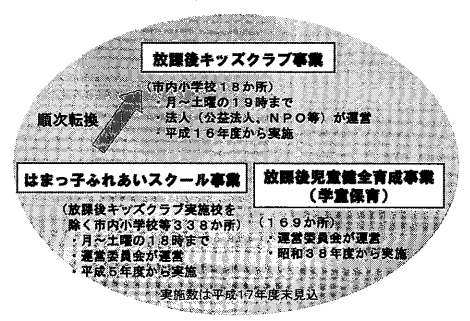 放課後キッズクラブ事業
(市内小学校18か所)
・月～土曜の19時まで
・法人(公益法人、NPO等)が運営
・平成16年度から実施
順次転換
はまっ子ふれあいスクール事業
(放課後キッズクラブ実施校を
除く市内小学校等338か所)
・月～土曜の18時まで
・運営委員会が運営
・平成5年度から実施
放課後児童健全育成事業
(学童保育)
(169か所)
・運営委員会が運営
・昭和38年度から実施
実施数は平成17年度末見込